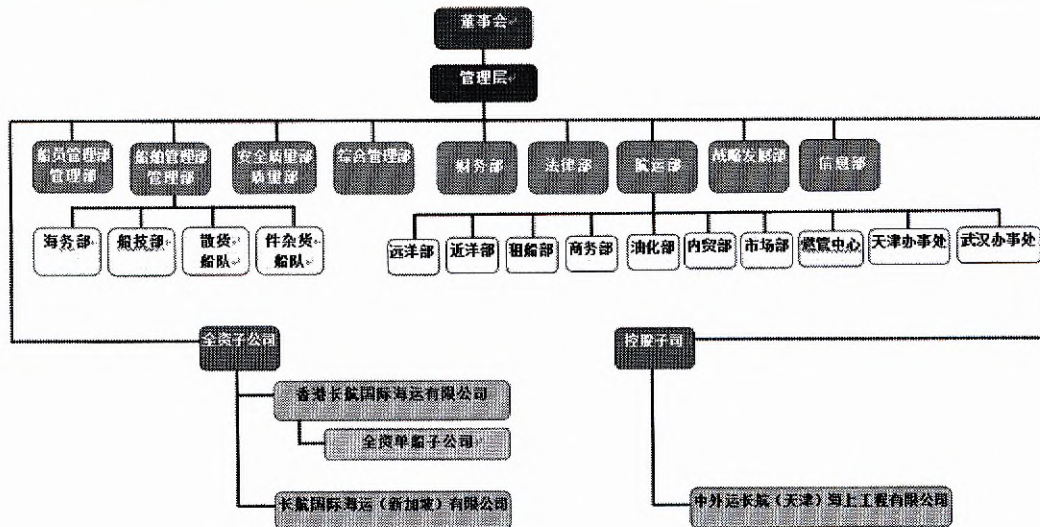 董事会
管理层
船员管理部
管理部
船舶管理部
管理部
安全质量部
质量部
综合管理部
财务部
法律部
航运部
战略发展部
信息部
海务部
船技部
散货
船队
件杂货
船队
远洋部
近洋部
租船部
商务部
油化部
内贸部
市场部
燃管中心
天津办事处
武汉办事处
全资子公司
控股子司
香港长航国际海运有限公司
全资单船子公司
长航国际海运（新加坡）有限公司
中外运长航（天津）海上工程有限公司